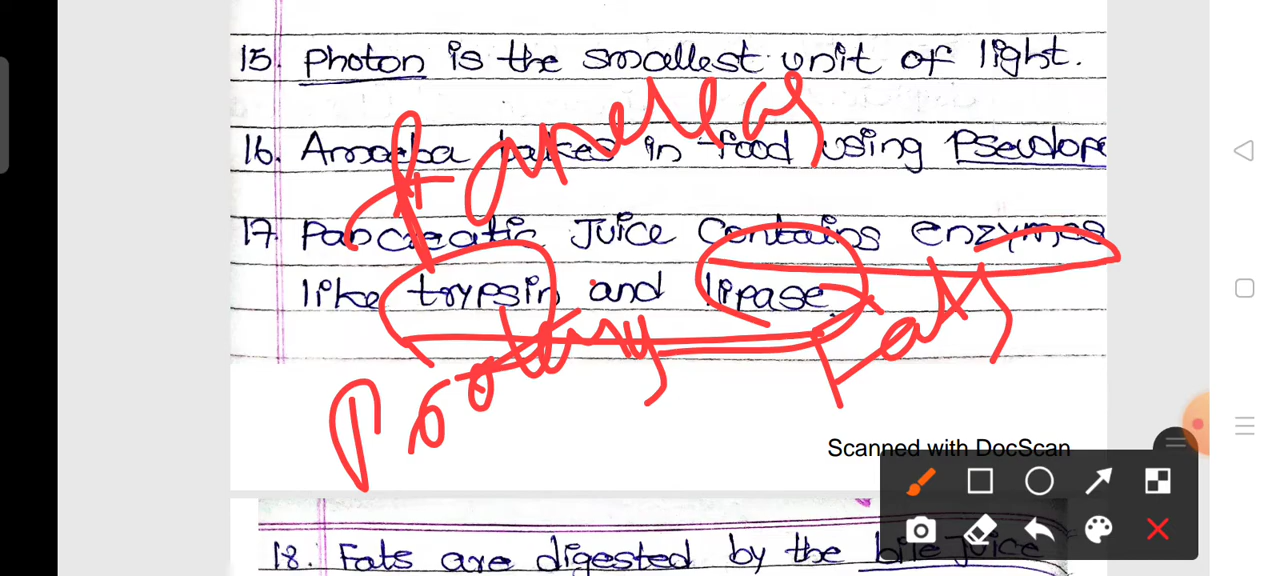 15. Photon is the smallest unit of light.
Pancreas
16. Amoeba takes in food using Pseudop
17. Pancreatic Juice Contains enzymes
like trypsin and lipase.
Fats
Scanned with DocScan
18. Fats are digested by the bile juice